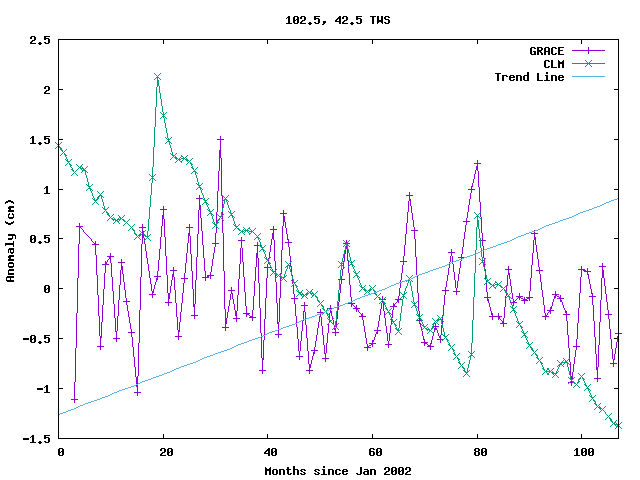 102.5, 42.5 TWS
GRACE
CLM
Trend Line
2.5
2
1.5
1
0.5
0
-0.5
-1
-1.5
Anomaly (cm)
0 20 40 60 80 100
Months since Jan 2002